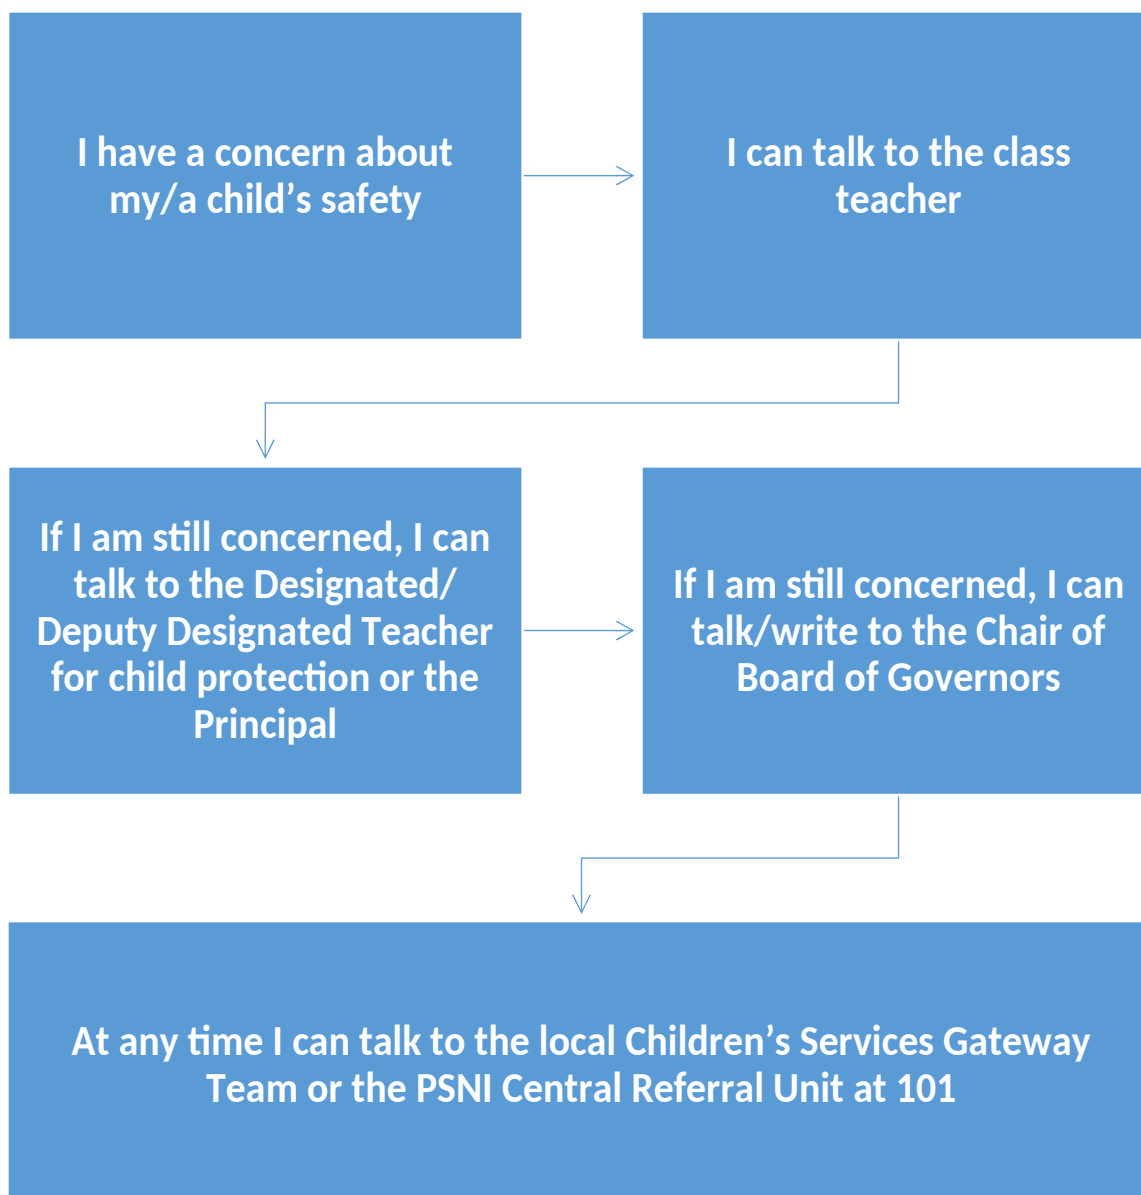 I have a concern about
my/a child’s safety
I can talk to the class
teacher
If I am still concerned, I can
talk to the Designated/
Deputy Designated Teacher
for child protection or the
Principal
If I am still concerned, I can
talk/write to the Chair of
Board of Governors
At any time I can talk to the local Children’s Services Gateway
Team or the PSNI Central Referral Unit at 101